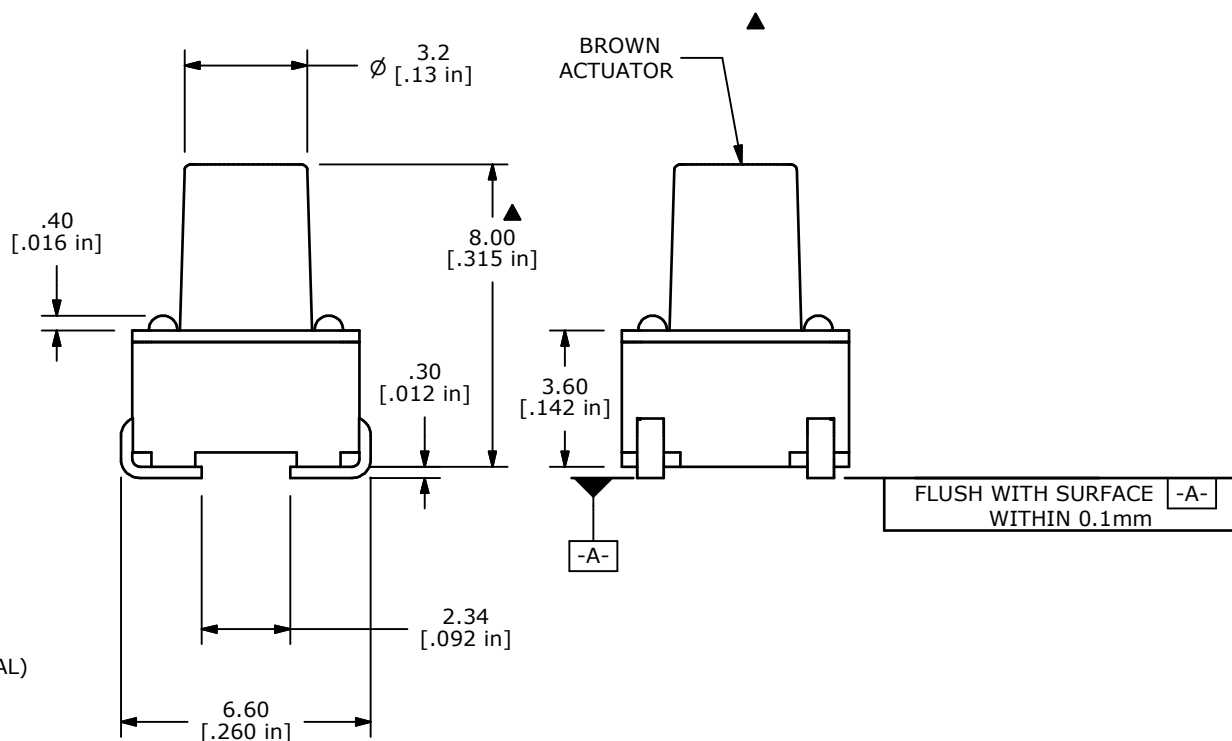 3.2
Ø [.13 in]
BROWN
ACTUATOR
.40
[.016 in]
8.00
[.315 in]
.30
[.012 in]
3.60
[.142 in]
FLUSH WITH SURFACE -A-
WITHIN 0.1mm
-A-
2.34
[.092 in]
AL)
6.60
[.260 in]